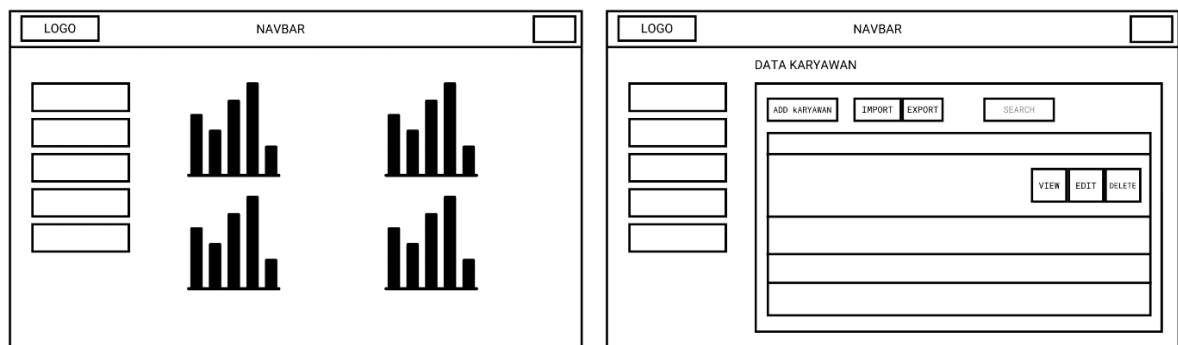 LOGO NAVBAR
LOGO NAVBAR
DATA KARYAWAN
ADD kARYAWAN IMPORT EXPORT SEARCH
VIEW EDIT DELETE